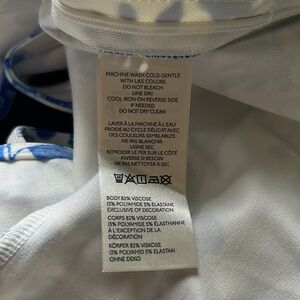 MACHINE WASH COLD GENTLE
WITH LIKE COLORS
DO NOT BLEACH
LINE DRY
COOL IRON ON REVERSE SIDE
IF NEEDED
DO NOT DRY CLEAN
LAVER À LA MACHINE À L'EAU
FROIDE AU CYCLE DÉLICAT AVEC
DES COULEURS SEMBLABLES
NE PAS BLANCHIR
LIGNE SEC
REFROIDIR LE FER SUR LE CÔTÉ
INVERSE SI BESOIN
NE PAS NETTOYER À SEC
BODY 82% VISCOSE
13% POLYAMIDE 5% ELASTANE
EXCLUSIVE OF DECORATION
CORPS 82% VISCOSE
13% POLYAMIDE 5% ÉLASTHANNE
À L'EXCEPTION DE LA
DÉCORATION
KÖRPER 82% VISKOSE
13% POLYAMID 5% ELASTAN
OHNE DEKO